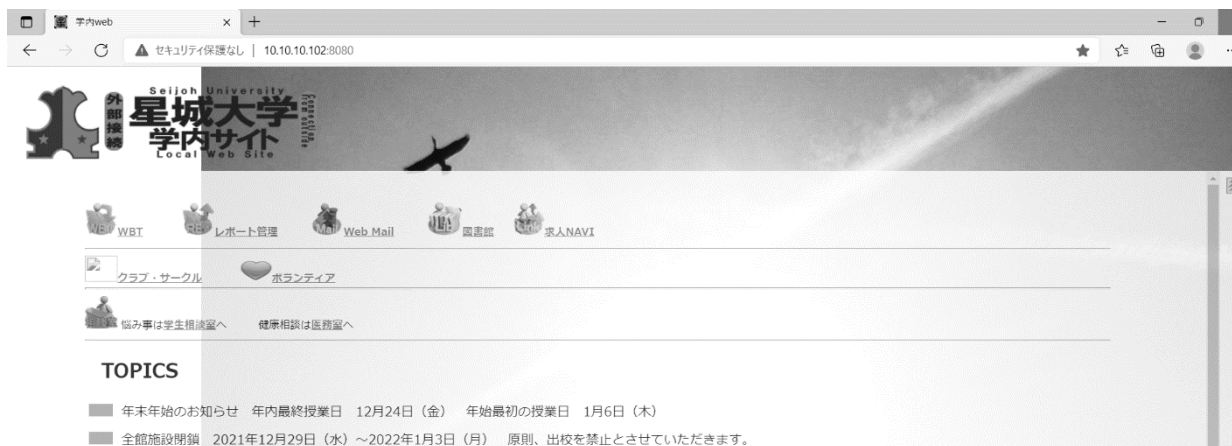 学内web
セキュリティ保護なし | 10.10.10.102:8080
外部接続
Seijoh University
星城大学
学内サイト
Local Web Site
Connection from outside
WBT レポート管理 Web Mail 図書館 求人NAVI
クラブ・サークル ボランティア
悩み事は学生相談室へ 健康相談は医務室へ
TOPICS
年末年始のお知らせ 年内最終授業日 12月24日(金) 年始最初の授業日 1月6日(木)
全館施設閉鎖 2021年12月29日(水)~2022年1月3日(月) 原則、出校を禁止とさせていただきます。